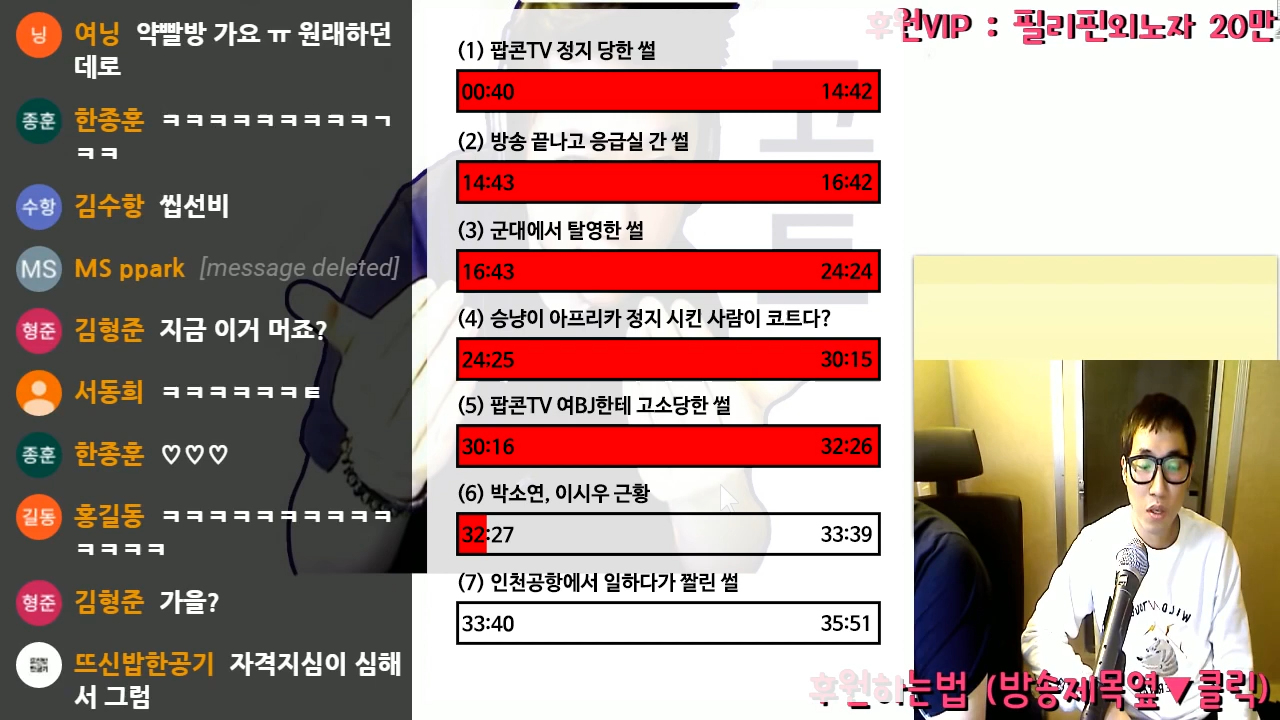 여닝 약빨방 가요 ㅠ 원래하던
데로
한종훈 ㅋㅋㅋㅋㅋㅋㅋㅋㅋㄱ
ㅋㅋ
김수항 씹선비
MS ppark [message deleted]
김형준 지금 이거 머죠?
서동희 ㅋㅋㅋㅋㅋㅋㅌ
한종훈 ♡♡♡
홍길동 ㅋㅋㅋㅋㅋㅋㅋㅋㅋㅋ
ㅋㅋㅋㅋ
김형준 가을?
뜨신밥한공기 자격지심이 심해
서 그럼
닝
종훈
수항
MS
형준
종훈
길동
형준
(1) 팝콘TV 정지 당한 썰
00:40 14:42
(2) 방송 끝나고 응급실 간 썰
14:43 16:42
(3) 군대에서 탈영한 썰
16:43 24:24
(4) 승냥이 아프리카 정지 시킨 사람이 코트다?
24;25 30:15
(5) 팝콘TV 여BJ한테 고소당한 썰
30:16 32:26
(6) 박소연, 이시우 근황
32:27 33:39
(7) 인천공항에서 일하다가 짤린 썰
33:40 35:51
후원VIP : 필리핀외노자 20만
후원하는법 (방송제목옆▼클릭)